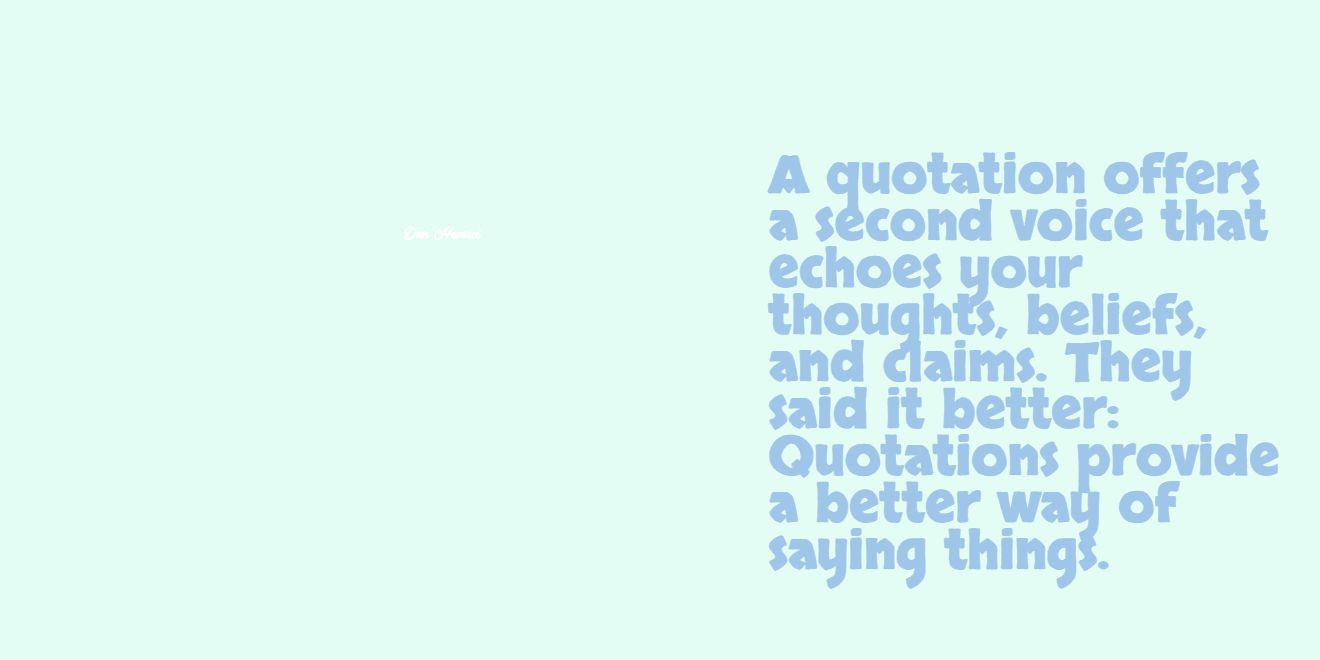 A quotation offers
a second voice that
echoes your
thoughts, beliefs,
and claims. They
said it better:
Quotations provide
a better way of
saying things.